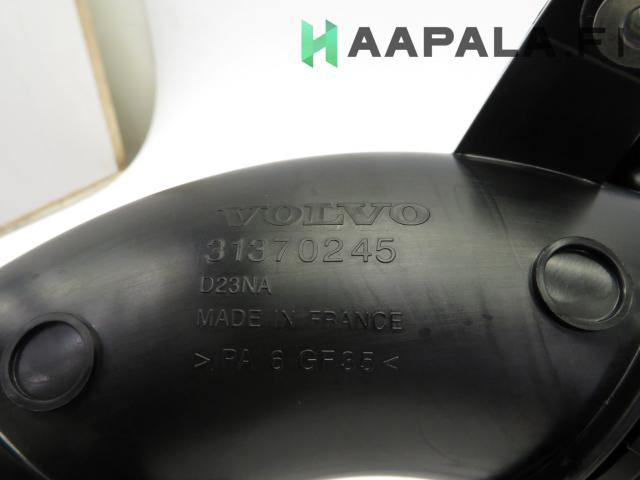 HAAPALA.FI
VOLVO
31370245
D23NA
MADE IN FRANCE
>PA 6 GF35<